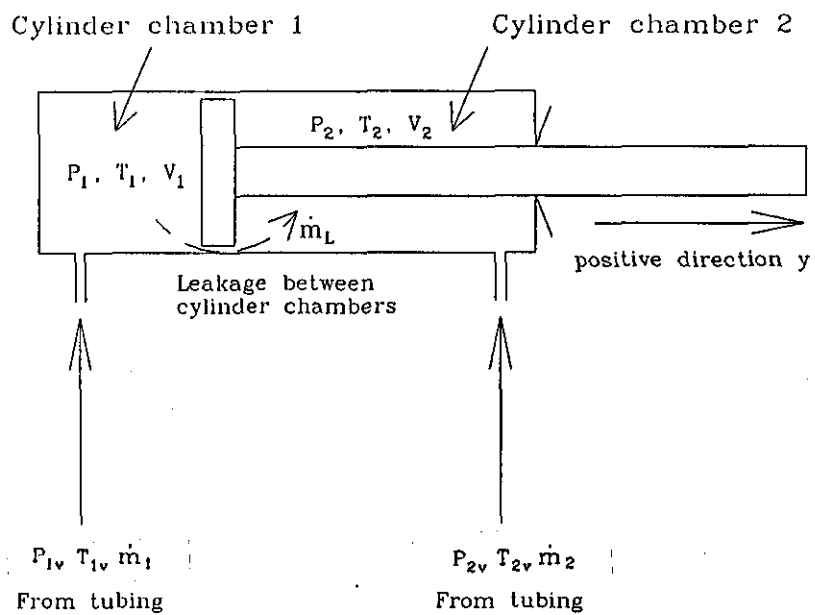 Cylinder chamber 1
Cylinder chamber 2
P₂, T₂, V₂
P₁, T₁, V₁
ṁ_L
positive direction y
Leakage between
cylinder chambers
P₁ᵥ T₁ᵥ ṁ₁
From tubing
P₂ᵥ T₂ᵥ ṁ₂
From tubing